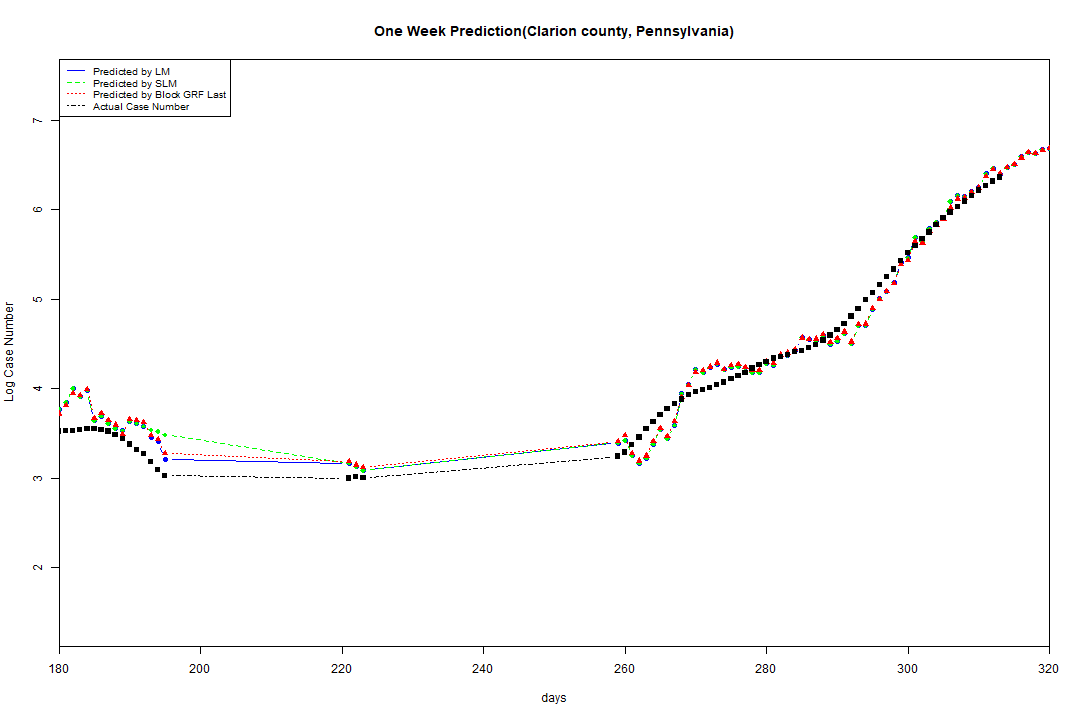 One Week Prediction(Clarion county, Pennsylvania)
Predicted by LM
Predicted by SLM
Predicted by Block GRF Last
Actual Case Number
7
6
5
4
3
2
Log Case Number
180 200 220 240 260 280 300 320
days